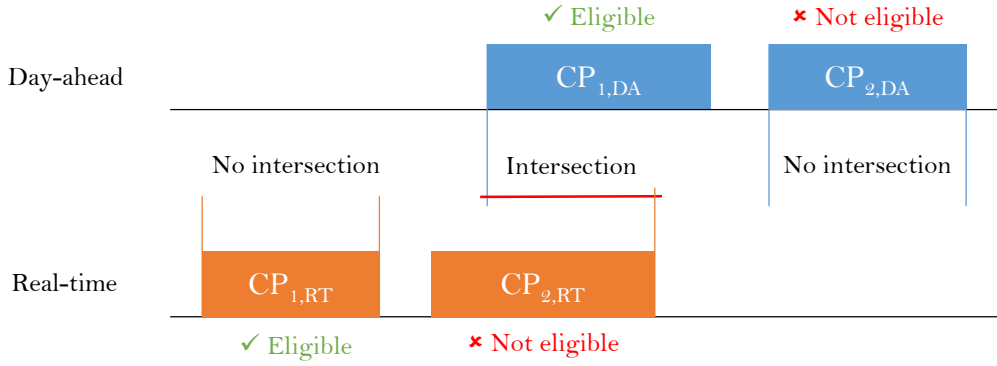 ✓ Eligible
✘ Not eligible
Day-ahead
CP1,DA
CP2,DA
No intersection
Intersection
No intersection
Real-time
CP1,RT
CP2,RT
✓ Eligible
✘ Not eligible